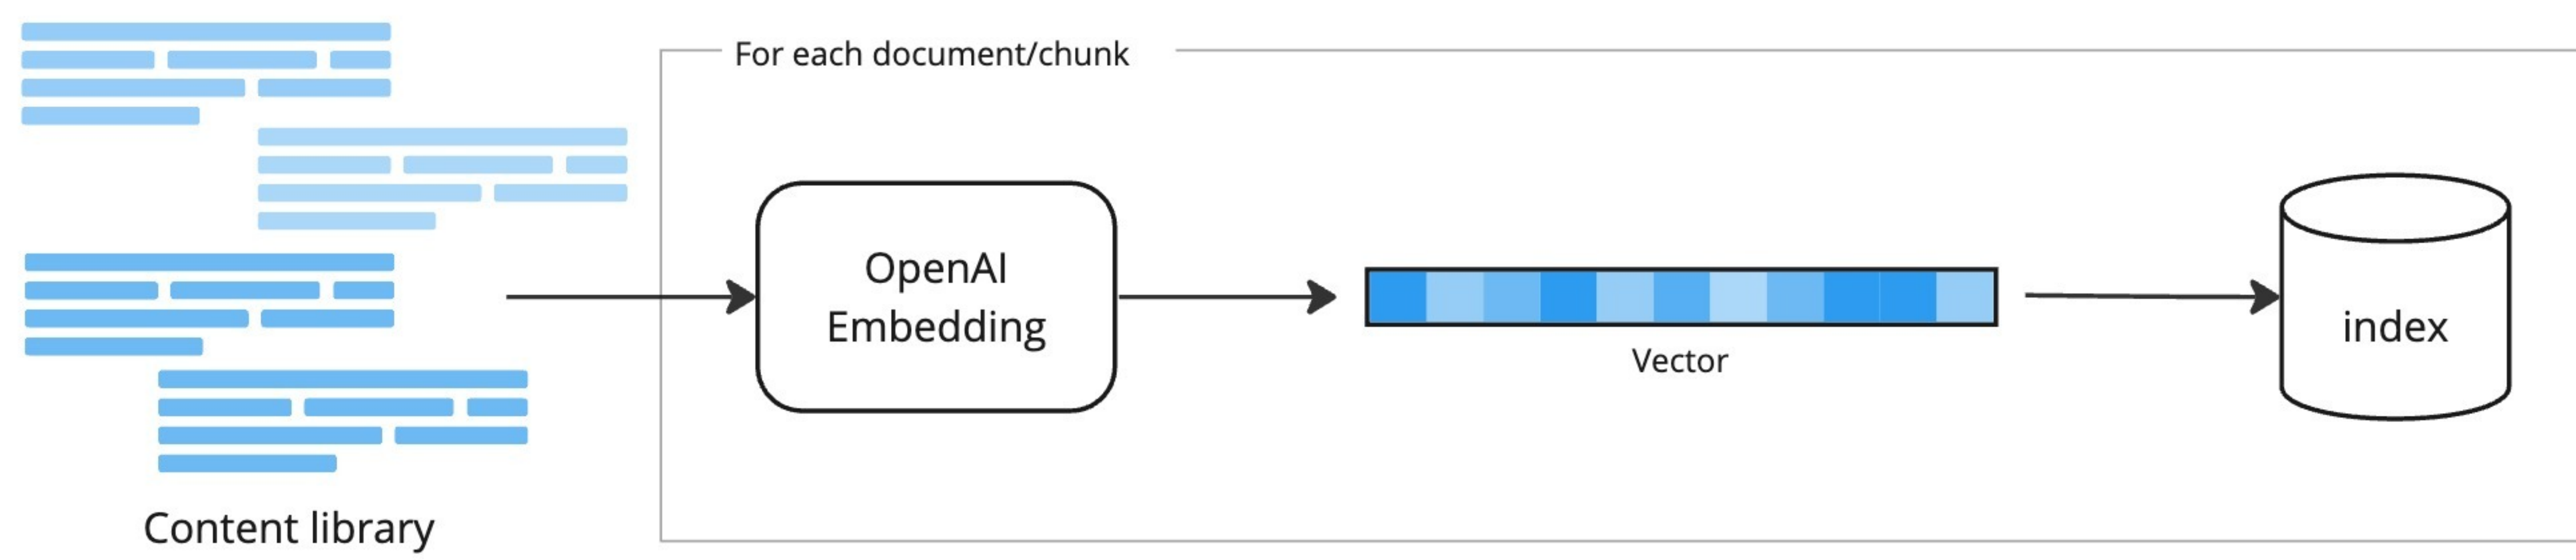 For each document/chunk
OpenAI
Embedding
Vector
index
Content library